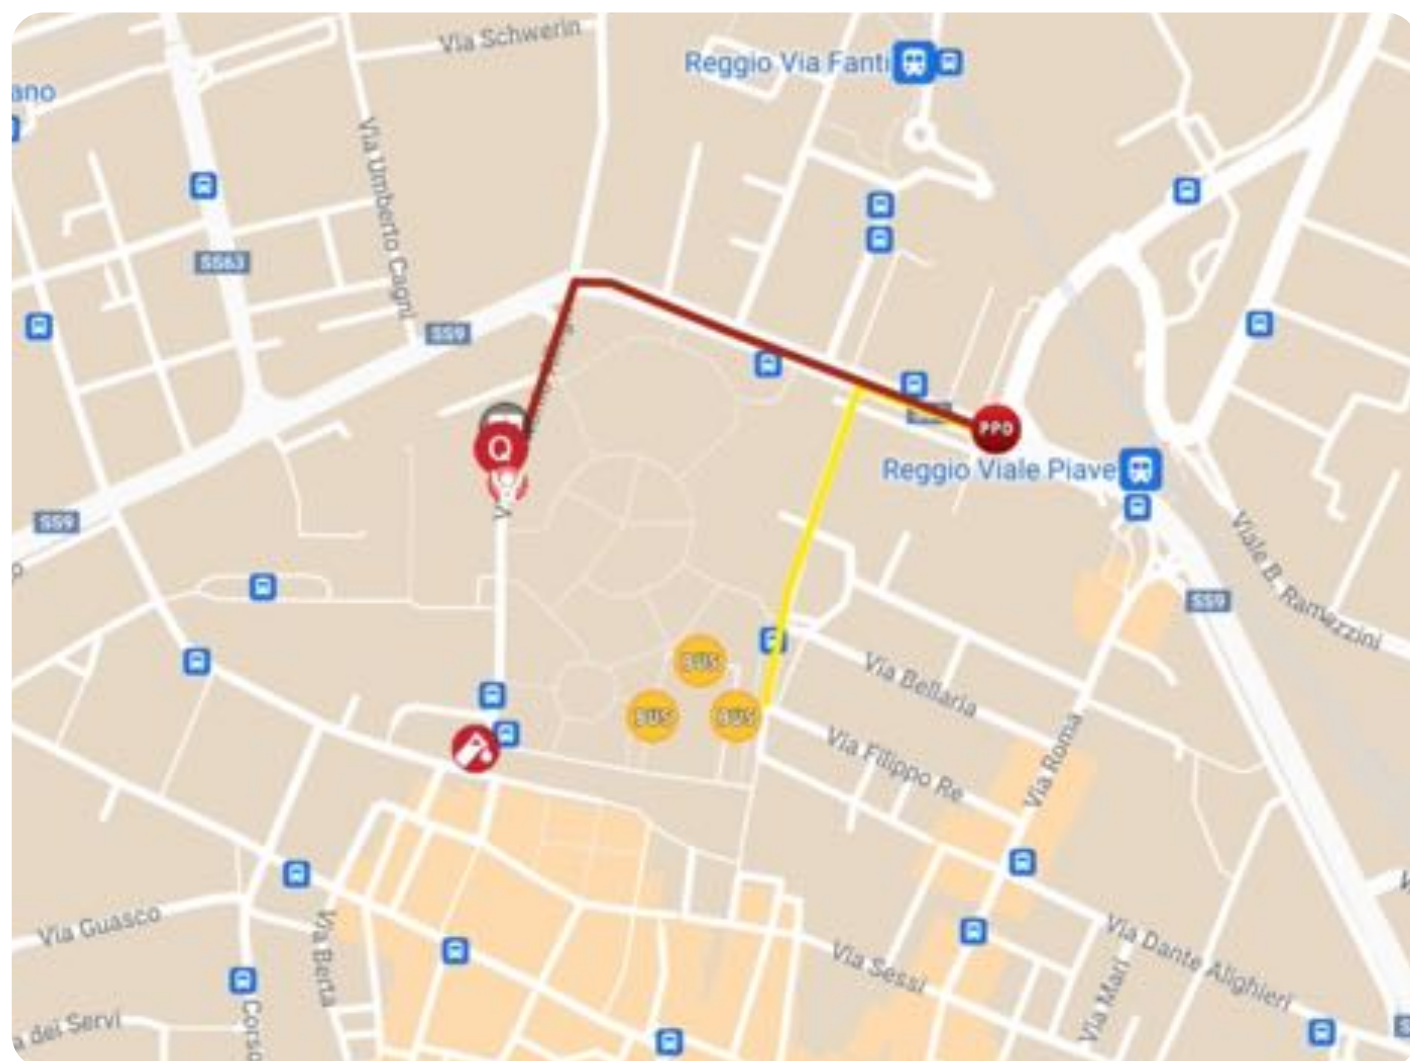 Via Schwerin
Reggio Via Fanti
ano
Via Umberto Cagni
SS63
SS9
Q
PPD
Reggio Viale Piave
SS9
Viale B. Ramazzini
SS9
BUS
BUS
BUS
Via Bellaria
Via Filippo Re
Via Roma
Via Guasco
Via Berta
Via Sessi
Via Dante Alighieri
Via Mari
Corso
a dei Servi